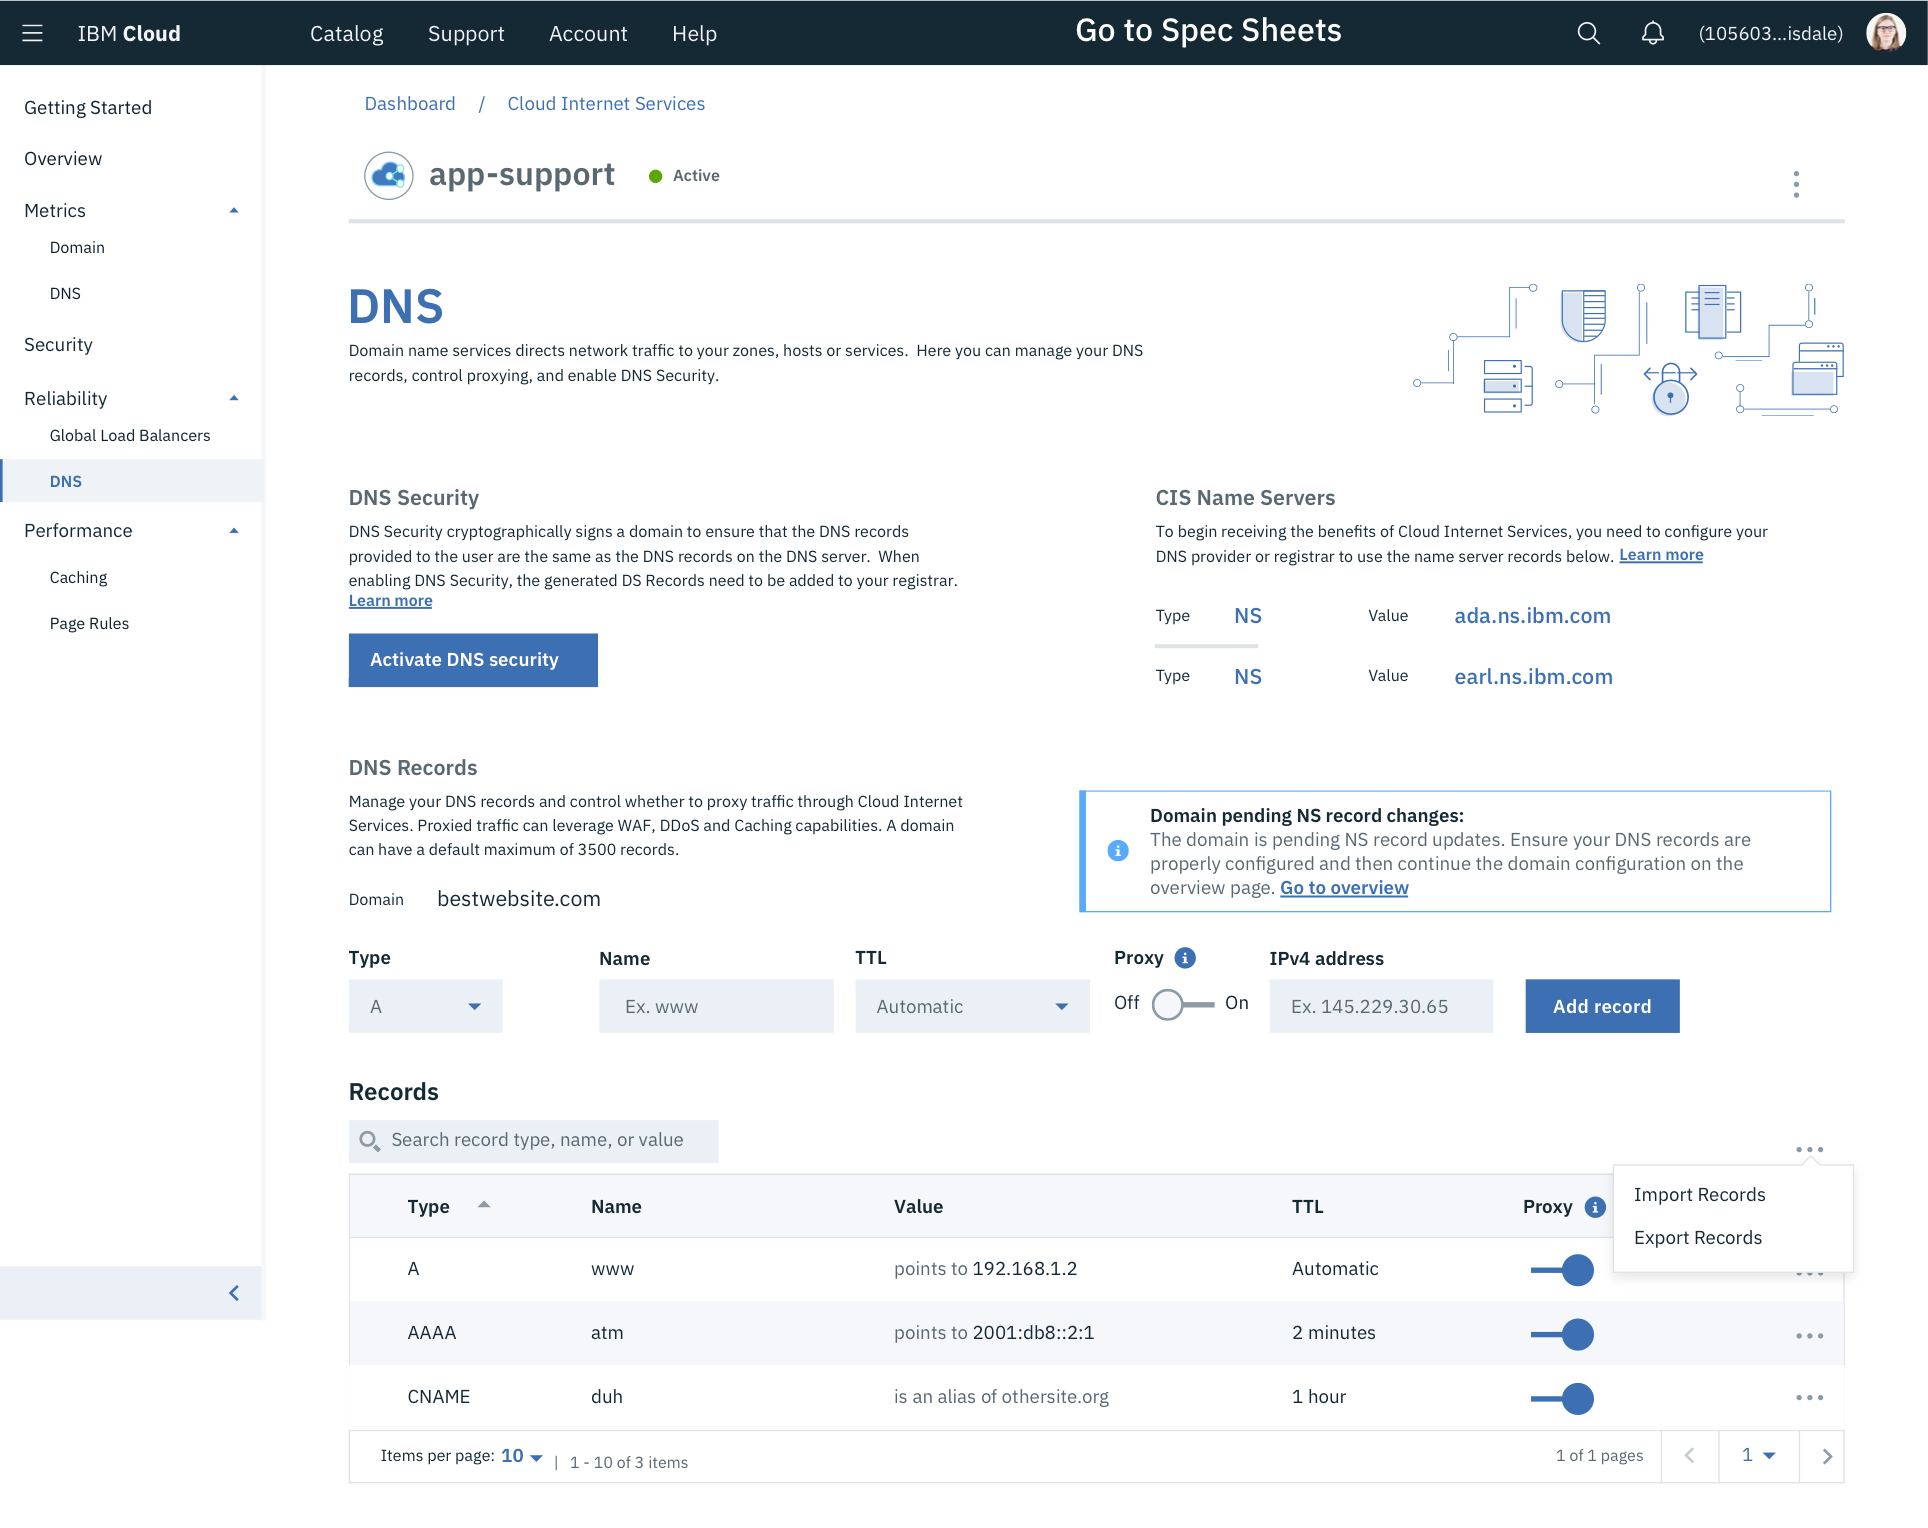 IBM Cloud
Catalog
Support
Account
Help
Go to Spec Sheets
(105603...isdale)
Getting Started
Overview
Metrics
Domain
DNS
Security
Reliability
Global Load Balancers
DNS
Performance
Caching
Page Rules
Dashboard / Cloud Internet Services
app-support
Active
DNS
Domain name services directs network traffic to your zones, hosts or services. Here you can manage your DNS
records, control proxying, and enable DNS Security.
DNS Security
DNS Security cryptographically signs a domain to ensure that the DNS records
provided to the user are the same as the DNS records on the DNS server. When
enabling DNS Security, the generated DS Records need to be added to your registrar.
Learn more
Activate DNS security
CIS Name Servers
To begin receiving the benefits of Cloud Internet Services, you need to configure your
DNS provider or registrar to use the name server records below. Learn more
Type NS Value ada.ns.ibm.com
Type NS Value earl.ns.ibm.com
DNS Records
Manage your DNS records and control whether to proxy traffic through Cloud Internet
Services. Proxied traffic can leverage WAF, DDoS and Caching capabilities. A domain
can have a default maximum of 3500 records.
Domain bestwebsite.com
Domain pending NS record changes:
The domain is pending NS record updates. Ensure your DNS records are
properly configured and then continue the domain configuration on the
overview page. Go to overview
Type Name TTL Proxy IPv4 address
A Ex. www Automatic Off On Ex. 145.229.30.65 Add record
Records
Search record type, name, or value
Import Records
Export Records
Type Name Value TTL Proxy
A www points to 192.168.1.2 Automatic
AAAA atm points to 2001:db8::2:1 2 minutes
CNAME duh is an alias of othersite.org 1 hour
Items per page: 10 | 1 - 10 of 3 items 1 of 1 pages 1